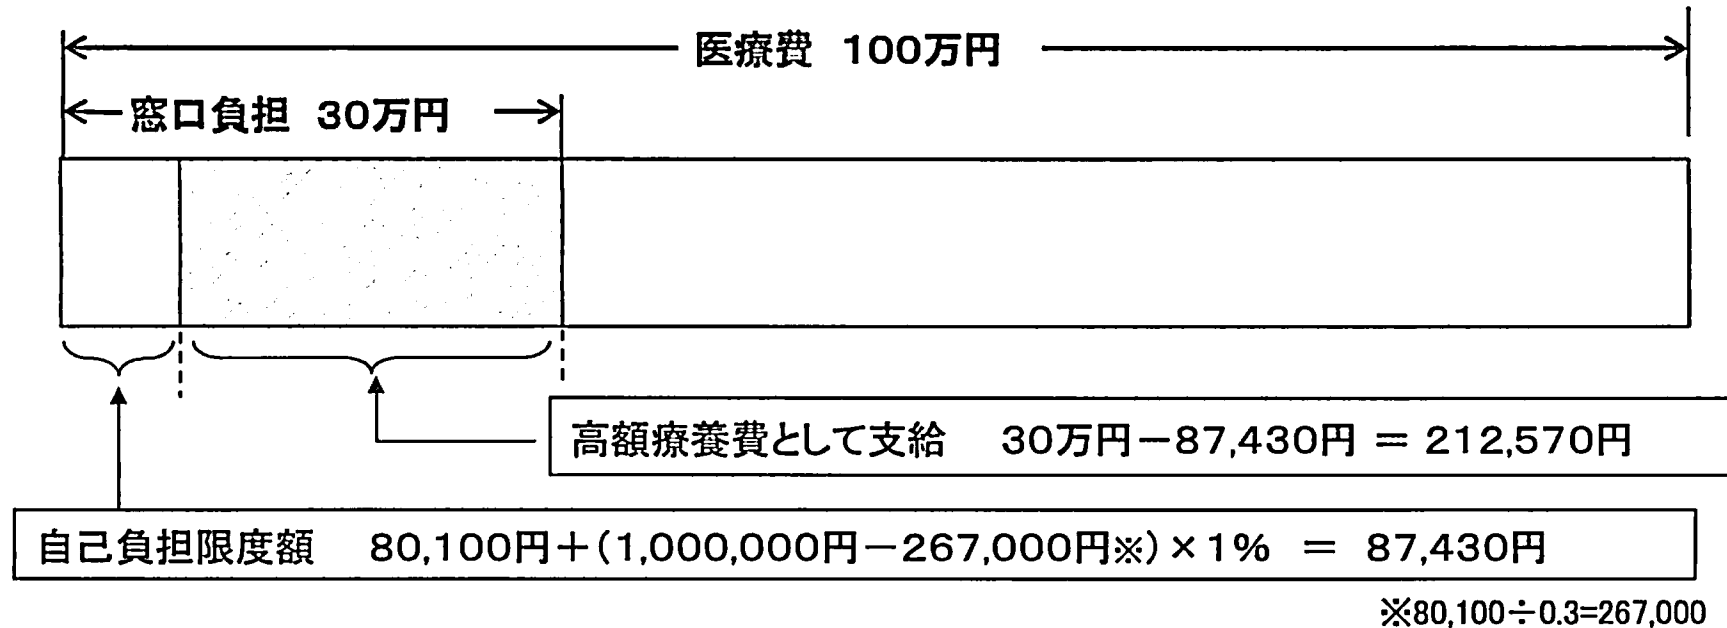 医療費 100万円
窓口負担 30万円
高額療養費として支給 30万円－87,430円 ＝ 212,570円
自己負担限度額 80,100円＋(1,000,000円－267,000円※)×1% ＝ 87,430円
※80,100÷0.3=267,000